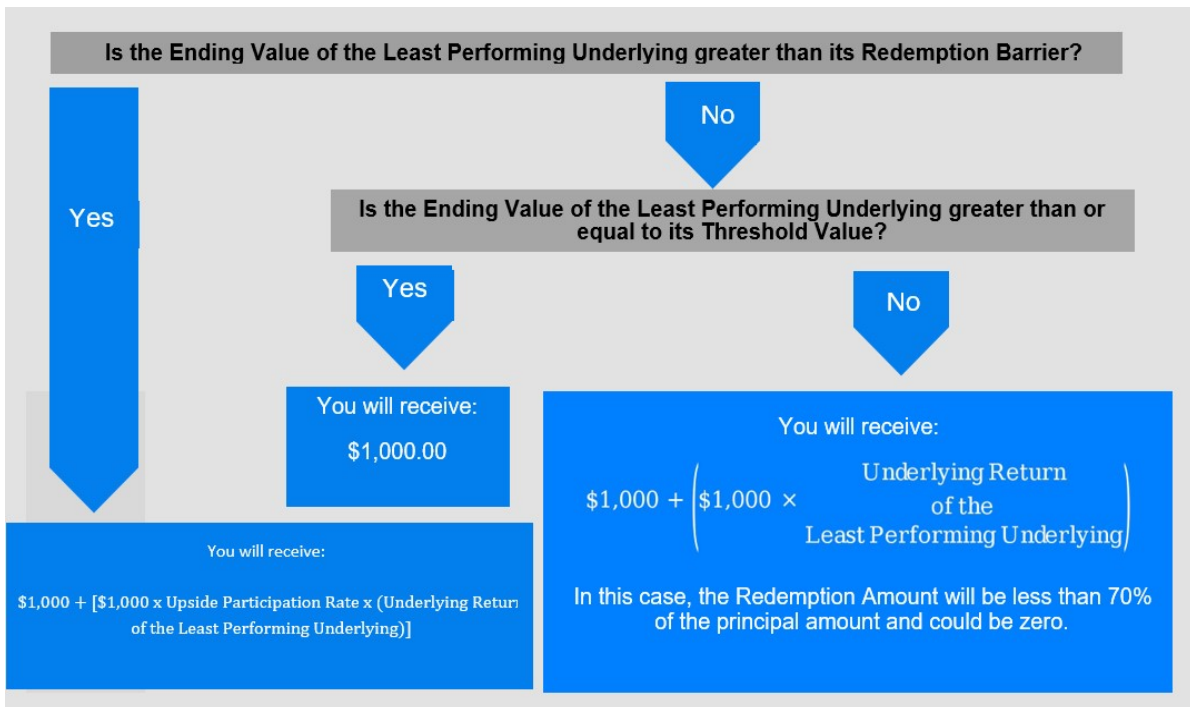 Is the Ending Value of the Least Performing Underlying greater than its Redemption Barrier?
No
Yes
Is the Ending Value of the Least Performing Underlying greater than or
equal to its Threshold Value?
Yes
No
You will receive:
$1,000.00
You will receive:
$1,000 + ($1,000 × Underlying Return
of the
Least Performing Underlying)
In this case, the Redemption Amount will be less than 70%
of the principal amount and could be zero.
You will receive:
$1,000 + [$1,000 x Upside Participation Rate x (Underlying Return
of the Least Performing Underlying)]